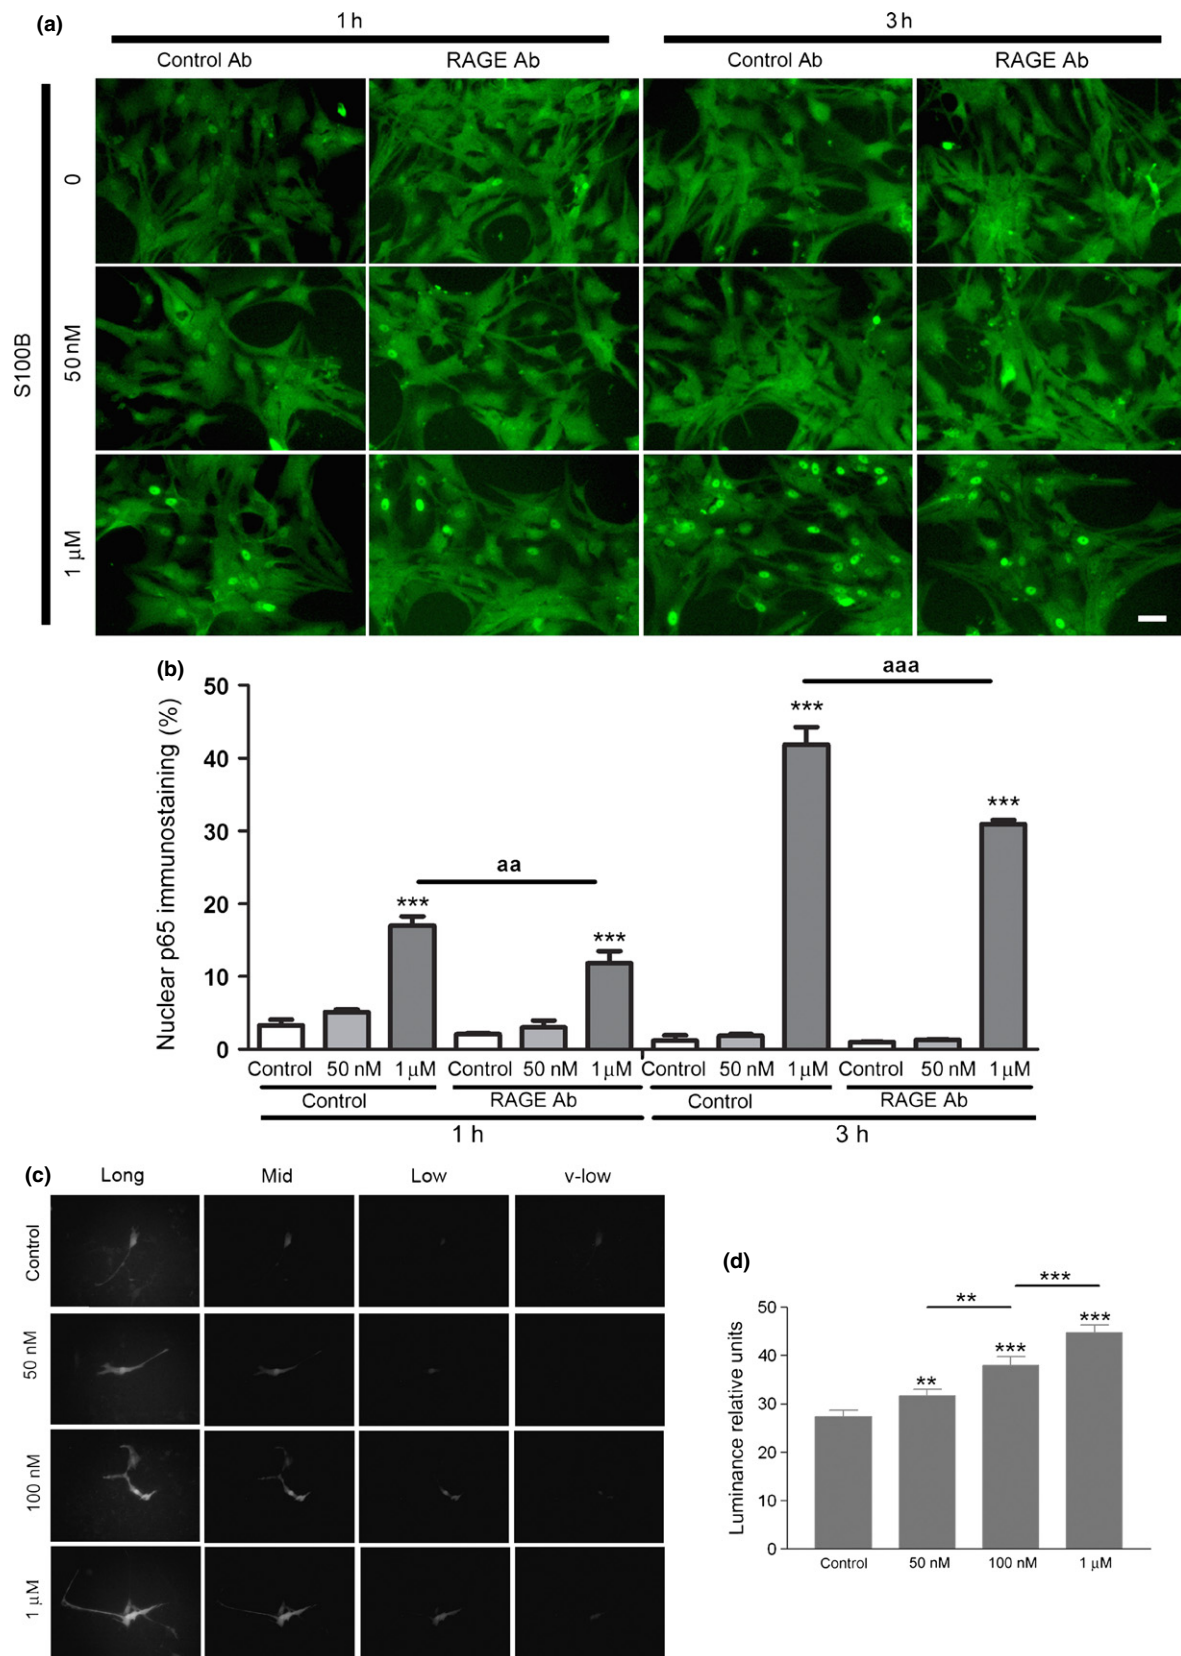 (a)
1 h 3 h
Control Ab RAGE Ab Control Ab RAGE Ab
S100B
0
50 nM
1 µM
(b)
Nuclear p65 immunostaining (%)
50
40
30
20
10
0
aaa
***
***
aa
***
***
Control 50 nM 1 µM Control 50 nM 1 µM Control 50 nM 1 µM Control 50 nM 1 µM
Control RAGE Ab Control RAGE Ab
1 h 3 h
(c)
Long Mid Low v-low
Control
50 nM
100 nM
1 µM
(d)
Luminance relative units
50
40
30
20
10
0
***
**
***
***
**
Control 50 nM 100 nM 1 µM